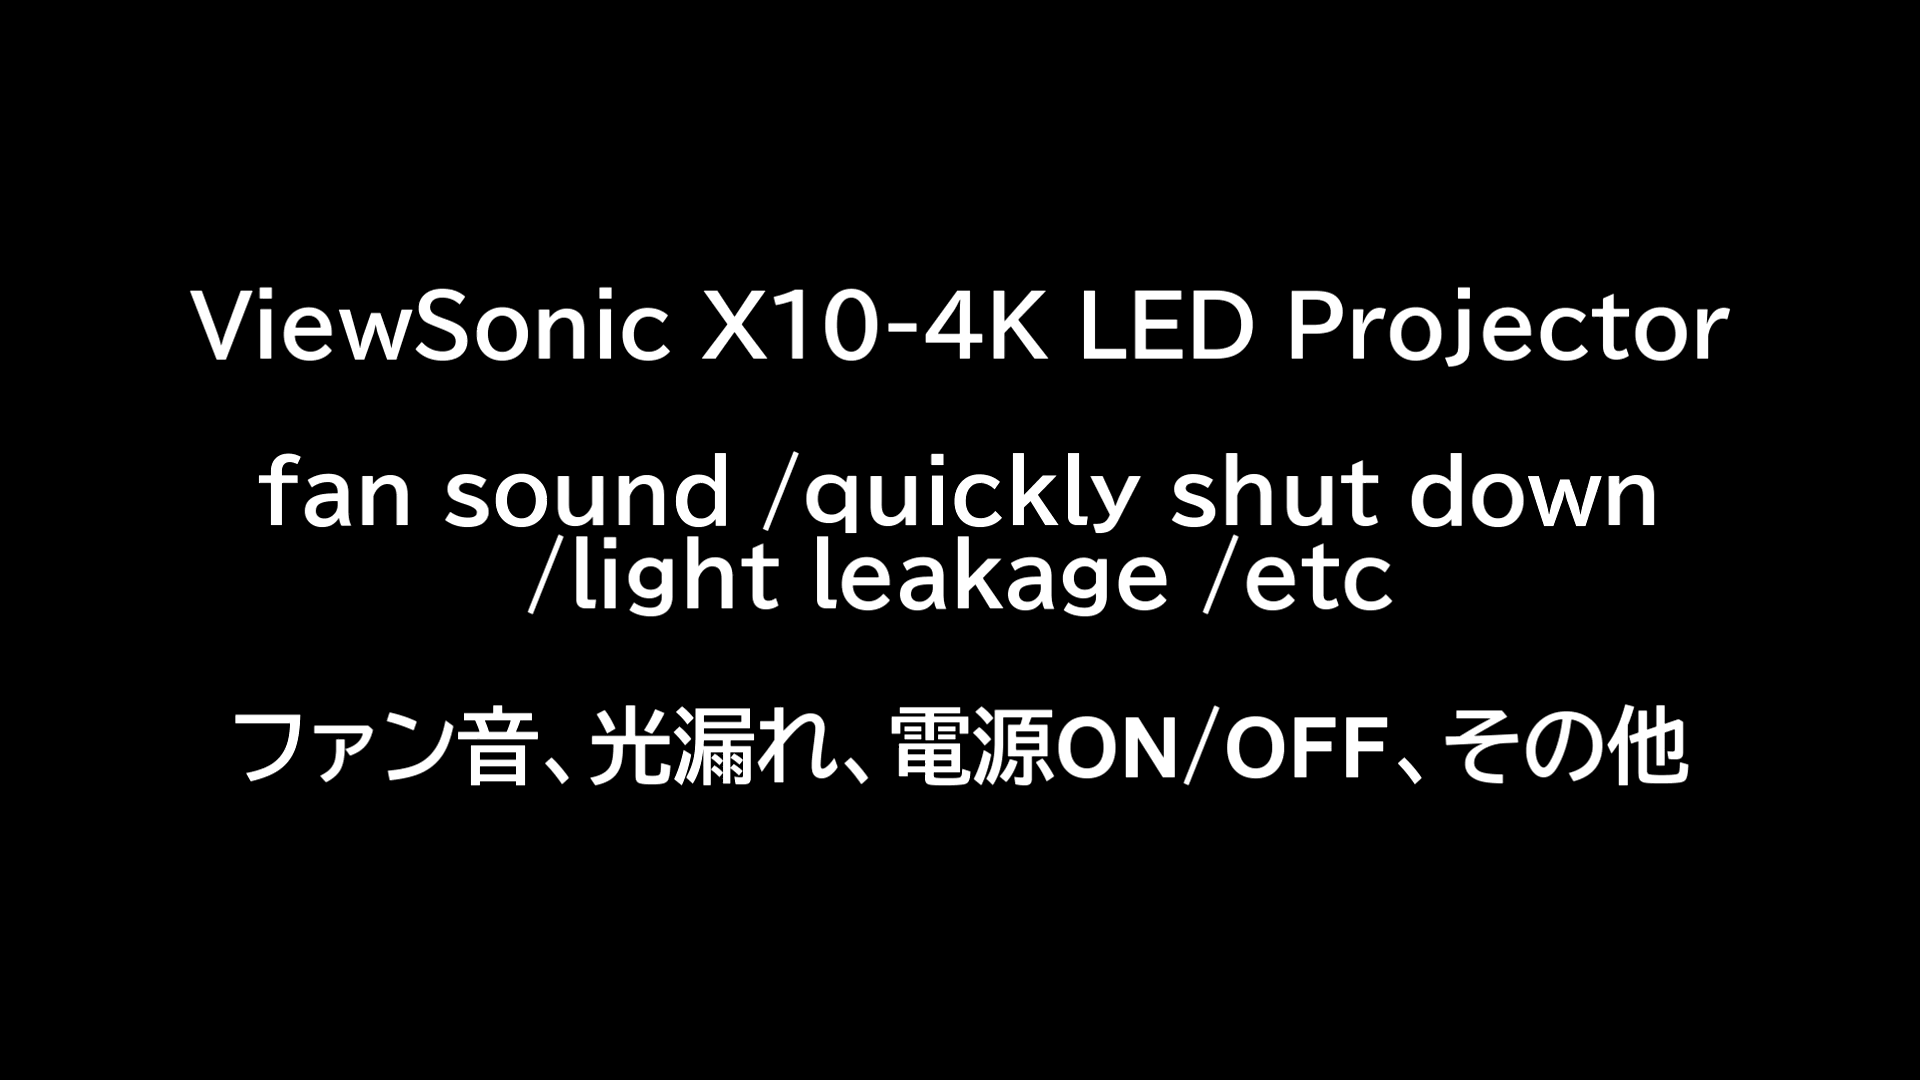 ViewSonic X10-4K LED Projector
fan sound /quickly shut down
/light leakage /etc
ファン音、光漏れ、電源ON/OFF、その他